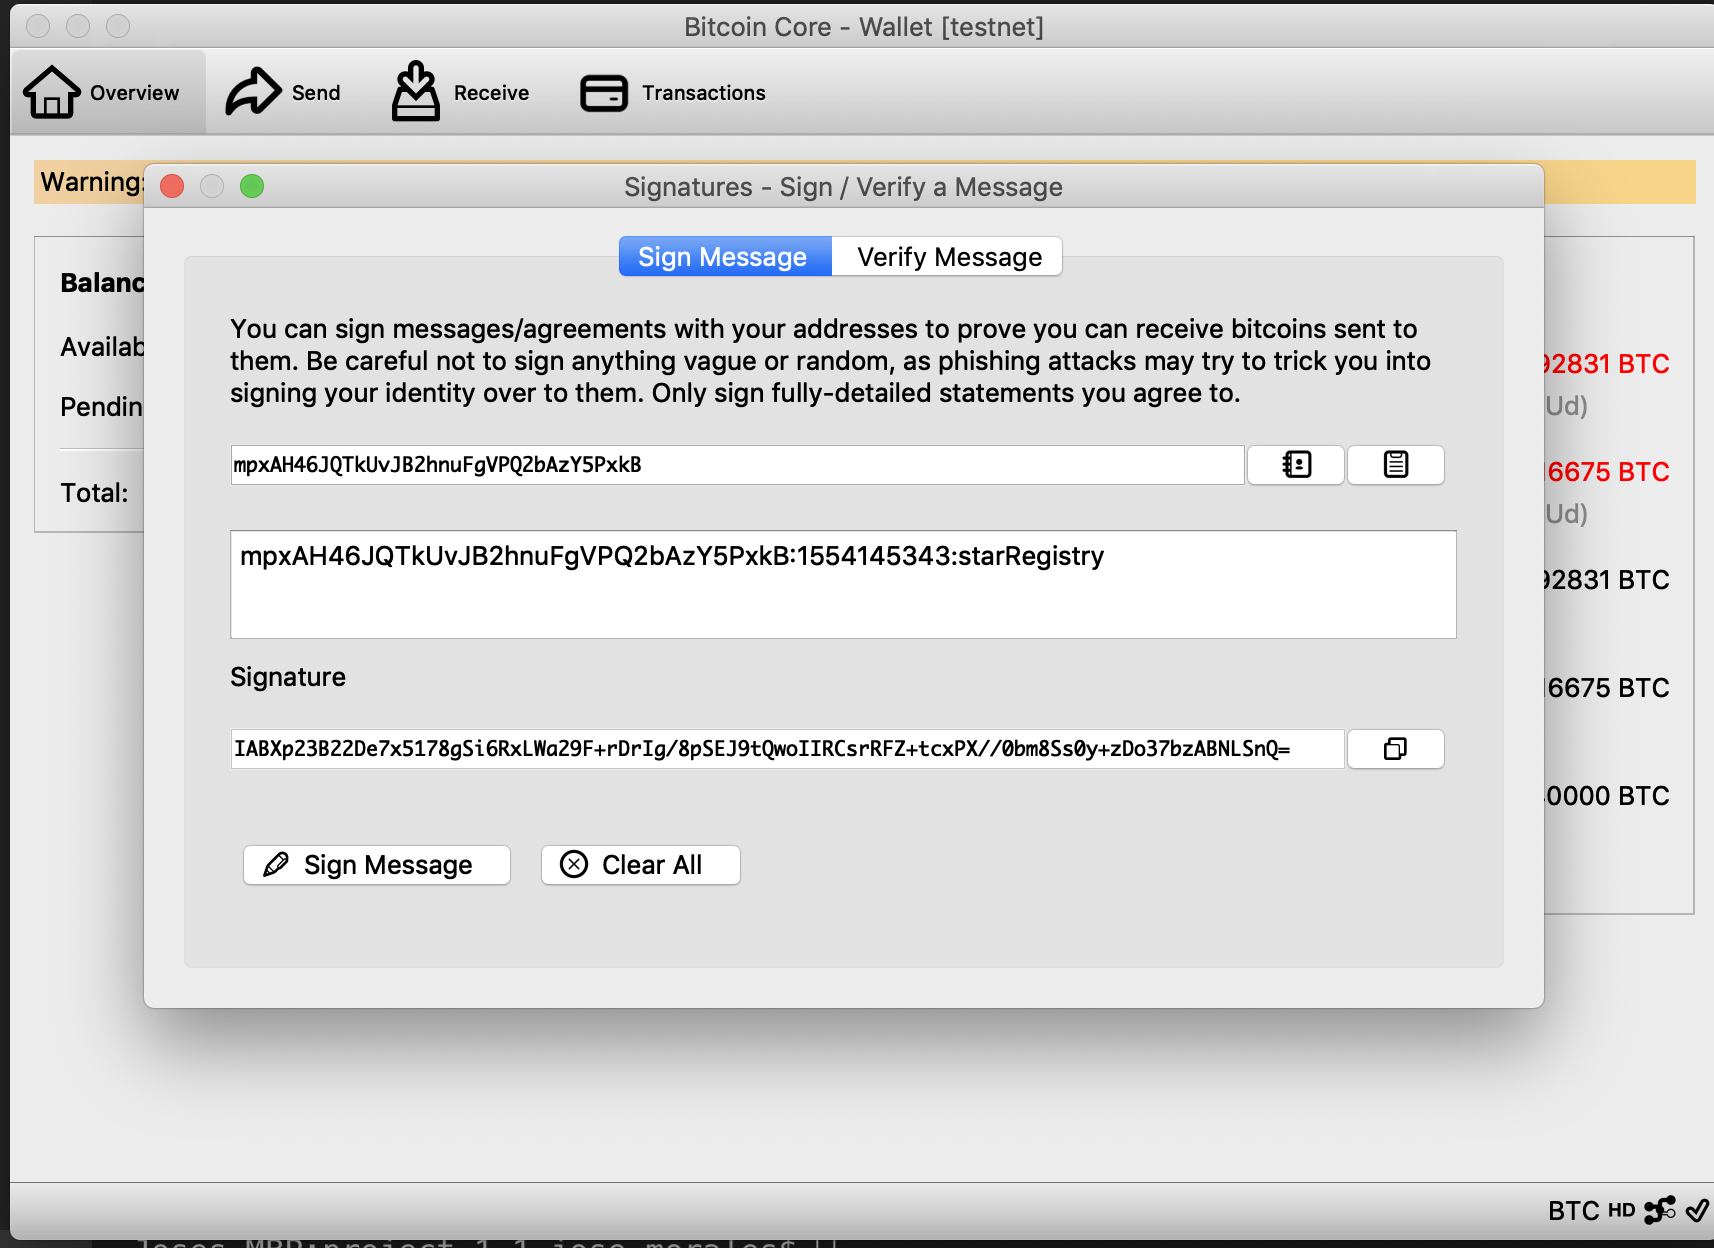 Bitcoin Core - Wallet [testnet]
Overview Send Receive Transactions
Warning:
Signatures - Sign / Verify a Message
Sign Message Verify Message
You can sign messages/agreements with your addresses to prove you can receive bitcoins sent to
them. Be careful not to sign anything vague or random, as phishing attacks may try to trick you into
signing your identity over to them. Only sign fully-detailed statements you agree to.
mpxAH46JQTkUvJB2hnuFgVPQ2bAzY5PxkB
mpxAH46JQTkUvJB2hnuFgVPQ2bAzY5PxkB:1554145343:starRegistry
Signature
IABXp23B22De7x5178gSi6RxLWa29F+rDrIg/8pSEJ9tQwoIIRCsrRFZ+tcxPX//0bm8Ss0y+zDo37bzABNLSnQ=
Sign Message Clear All
Balanc
Availab
Pendin
Total:
92831 BTC
Ud)
16675 BTC
Ud)
92831 BTC
16675 BTC
0000 BTC
BTC HD